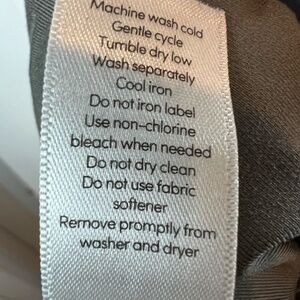 Machine wash cold
Gentle cycle
Tumble dry low
Wash separately
Cool iron
Do not iron label
Use non-chlorine
bleach when needed
Do not dry clean
Do not use fabric
softener
Remove promptly from
washer and dryer